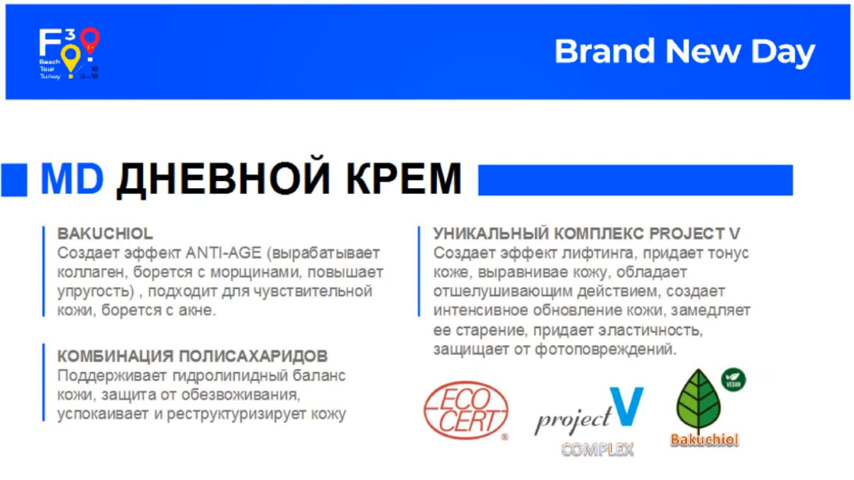 F3
Beach
Tour
Turkey
Brand New Day
MD ДНЕВНОЙ КРЕМ
BAKUCHIOL
Создает эффект ANTI-AGE (вырабатывает
коллаген, борется с морщинами, повышает
упругость) , подходит для чувствительной
кожи, борется с акне.
КОМБИНАЦИЯ ПОЛИСАХАРИДОВ
Поддерживает гидролипидный баланс
кожи, защита от обезвоживания,
успокаивает и реструктуризирует кожу
УНИКАЛЬНЫЙ КОМПЛЕКС PROJECT V
Создает эффект лифтинга, придает тонус
коже, выравнивае кожу, обладает
отшелушивающим действием, создает
интенсивное обновление кожи, замедляет
ее старение, придает эластичность,
защищает от фотоповреждений.
ECO
CERT
®
project V
COMPLEX
VEGAN
Bakuchiol